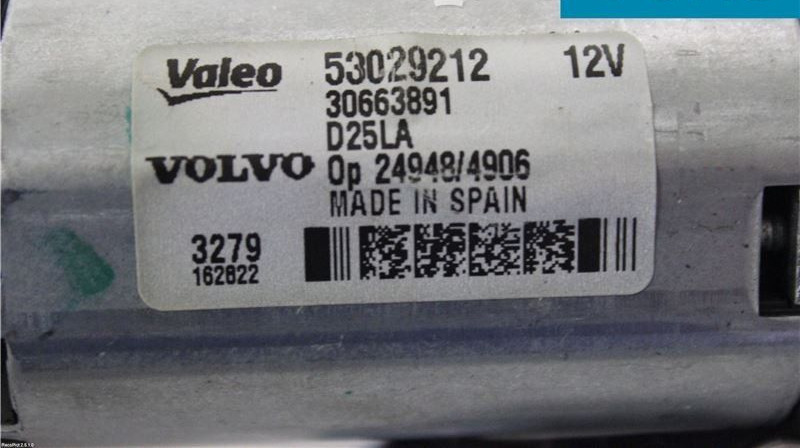 Valeo 53029212 12V
30663891
D25LA
VOLVO Op 24948/4906
MADE IN SPAIN
3279
162822